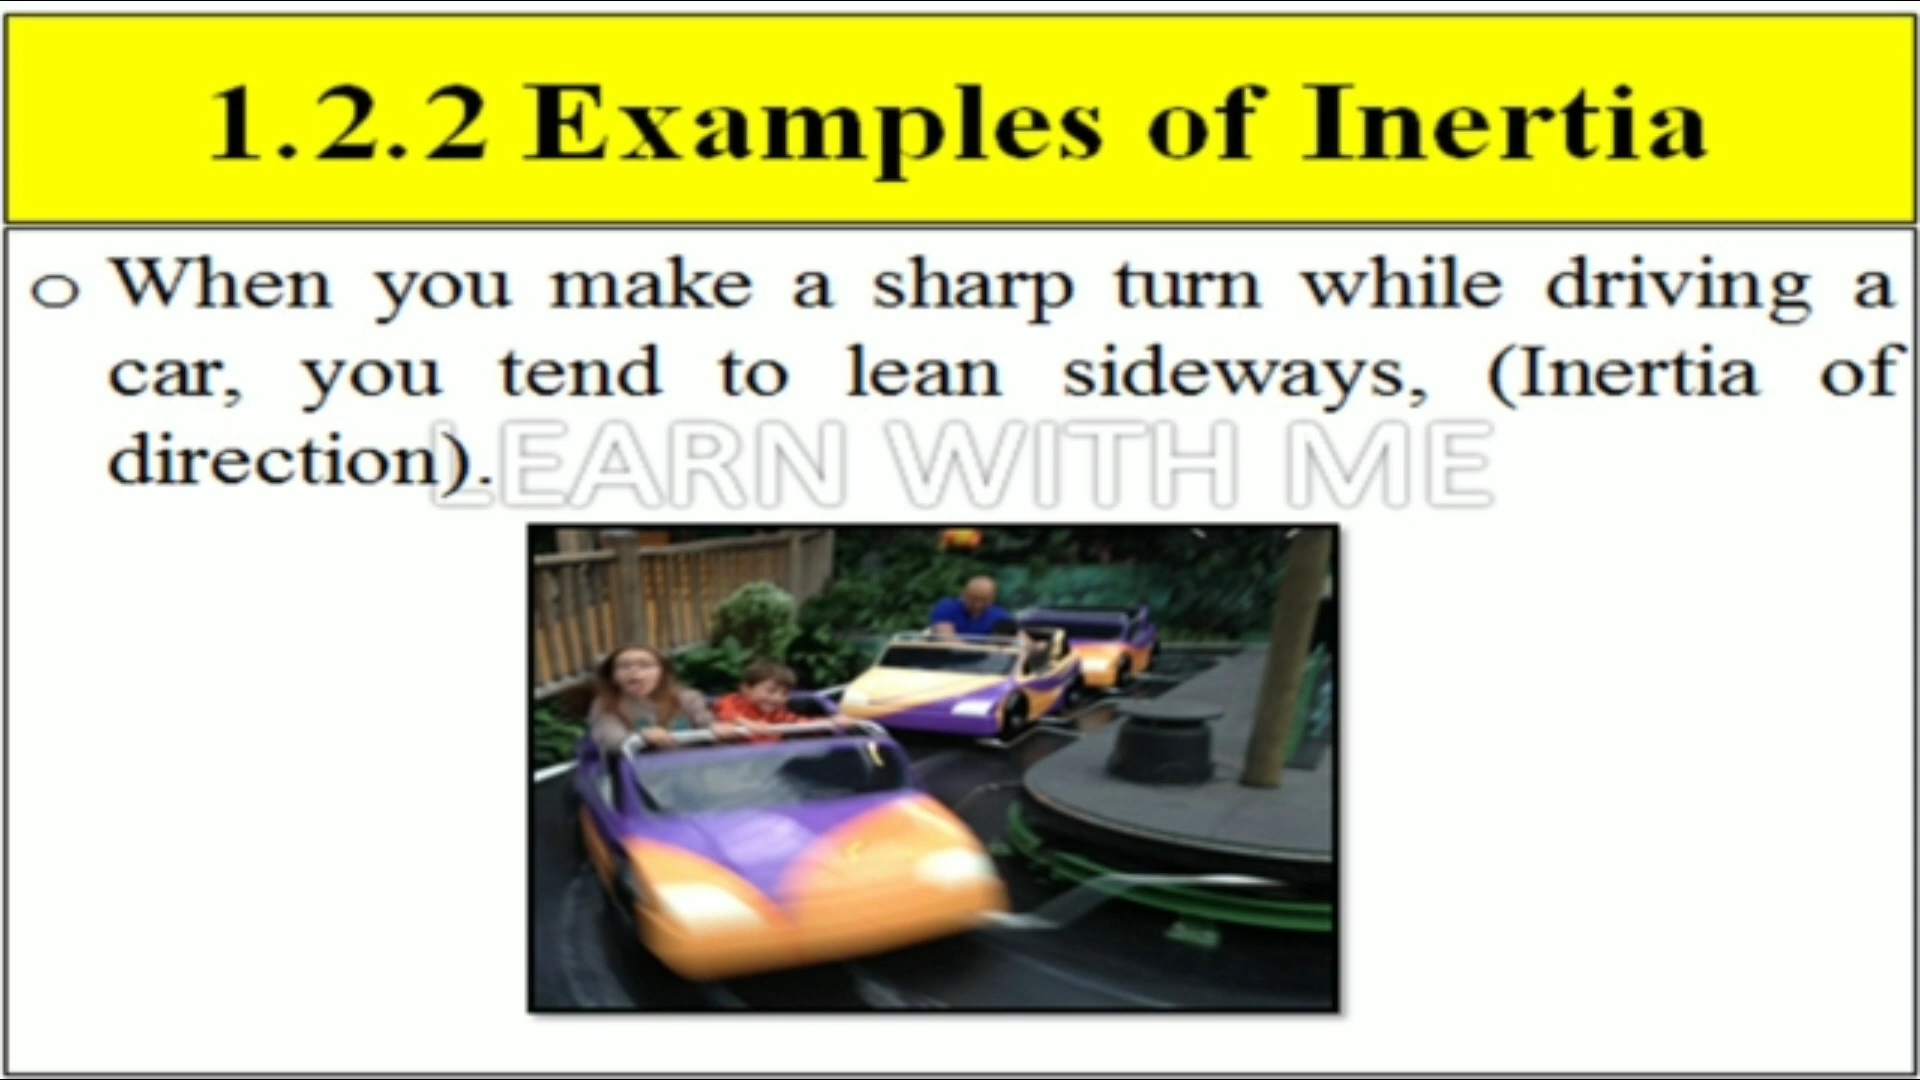 1.2.2 Examples of Inertia
o When you make a sharp turn while driving a
car, you tend to lean sideways, (Inertia of
direction).
LEARN WITH ME